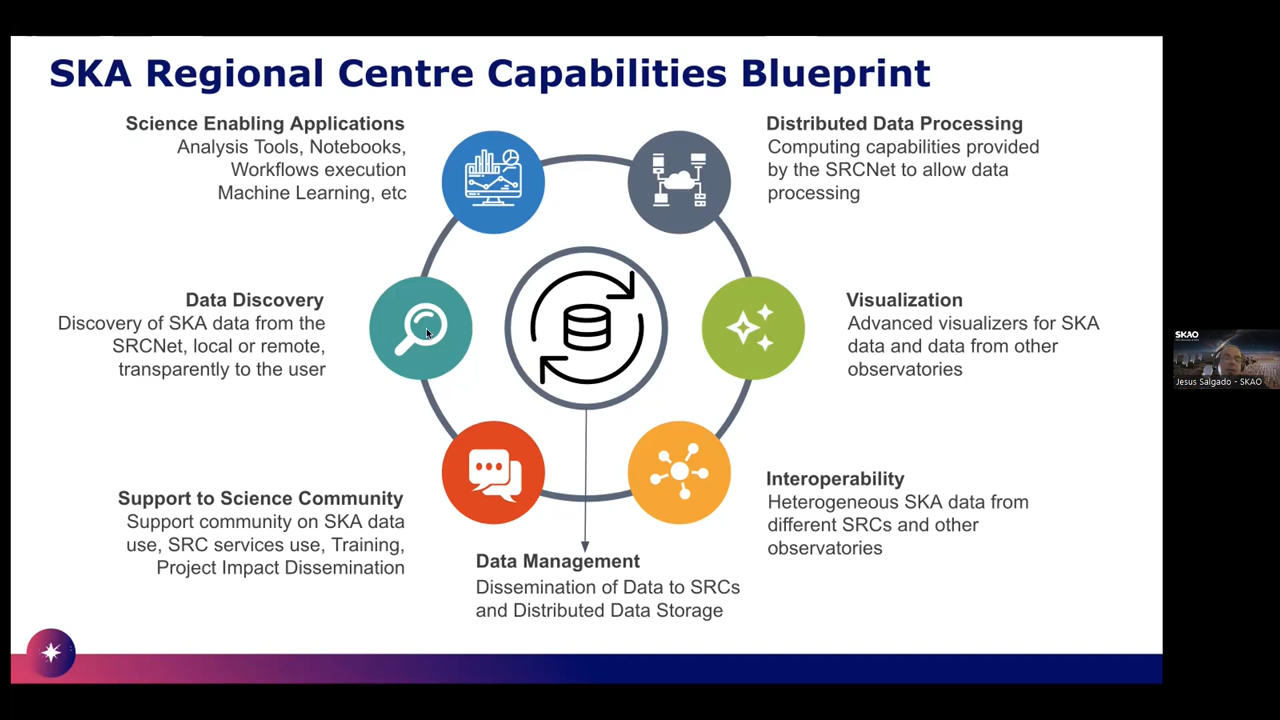 SKA Regional Centre Capabilities Blueprint
Science Enabling Applications
Analysis Tools, Notebooks,
Workflows execution
Machine Learning, etc
Distributed Data Processing
Computing capabilities provided
by the SRCNet to allow data
processing
Data Discovery
Discovery of SKA data from the
SRCNet, local or remote,
transparently to the user
Visualization
Advanced visualizers for SKA
data and data from other
observatories
Support to Science Community
Support community on SKA data
use, SRC services use, Training,
Project Impact Dissemination
Interoperability
Heterogeneous SKA data from
different SRCs and other
observatories
Data Management
Dissemination of Data to SRCs
and Distributed Data Storage
SKAO
Jesus Salgado - SKAO